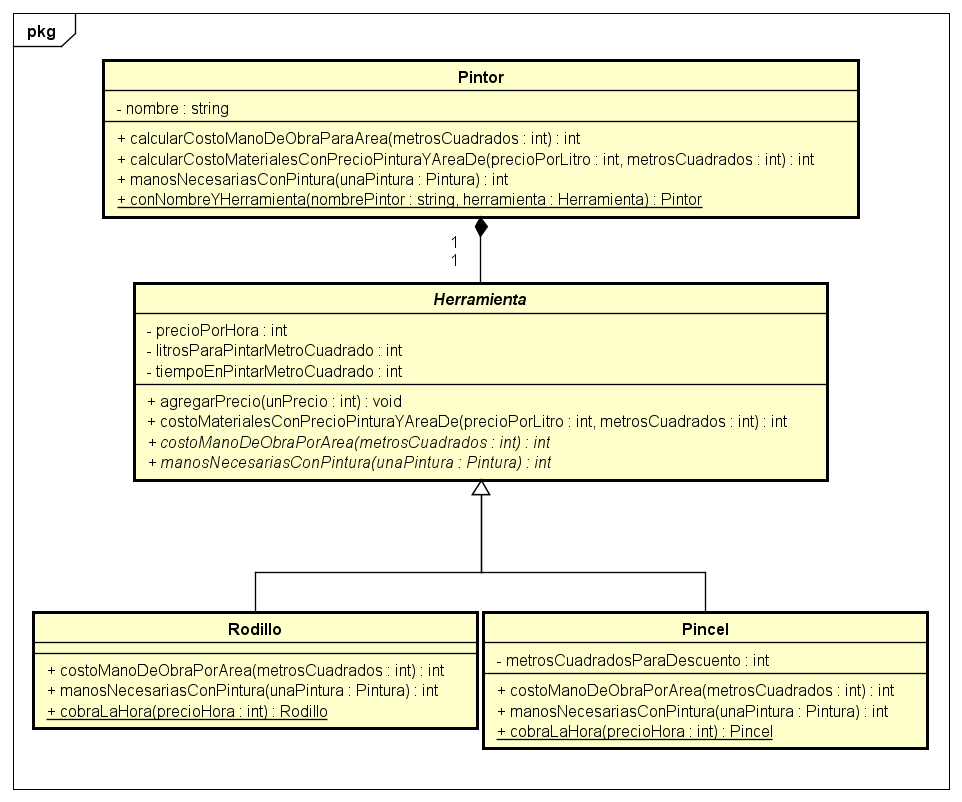 pkg
Pintor
- nombre : string
+ calcularCostoManoDeObraParaArea(metrosCuadrados : int) : int
+ calcularCostoMaterialesConPrecioPinturaYAreaDe(precioPorLitro : int, metrosCuadrados : int) : int
+ manosNecesariasConPintura(unaPintura : Pintura) : int
+ conNombreYHerramienta(nombrePintor : string, herramienta : Herramienta) : Pintor
1
1
Herramienta
- precioPorHora : int
- litrosParaPintarMetroCuadrado : int
- tiempoEnPintarMetroCuadrado : int
+ agregarPrecio(unPrecio : int) : void
+ costoMaterialesConPrecioPinturaYAreaDe(precioPorLitro : int, metrosCuadrados : int) : int
+ costoManoDeObraPorArea(metrosCuadrados : int) : int
+ manosNecesariasConPintura(unaPintura : Pintura) : int
Rodillo
+ costoManoDeObraPorArea(metrosCuadrados : int) : int
+ manosNecesariasConPintura(unaPintura : Pintura) : int
+ cobraLaHora(precioHora : int) : Rodillo
Pincel
- metrosCuadradosParaDescuento : int
+ costoManoDeObraPorArea(metrosCuadrados : int) : int
+ manosNecesariasConPintura(unaPintura : Pintura) : int
+ cobraLaHora(precioHora : int) : Pincel